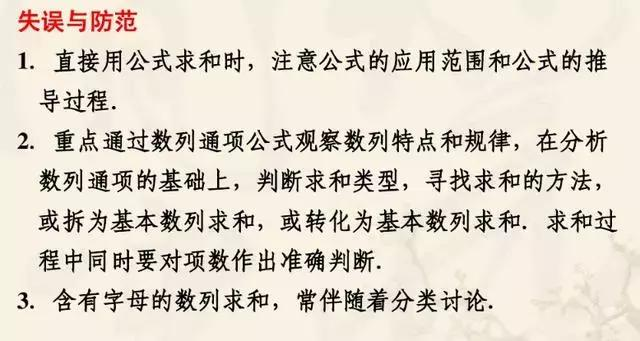 失误与防范
1. 直接用公式求和时，注意公式的应用范围和公式的推
导过程.
2. 重点通过数列通项公式观察数列特点和规律，在分析
数列通项的基础上，判断求和类型，寻找求和的方法，
或拆为基本数列求和，或转化为基本数列求和. 求和过
程中同时要对项数作出准确判断.
3. 含有字母的数列求和，常伴随着分类讨论.